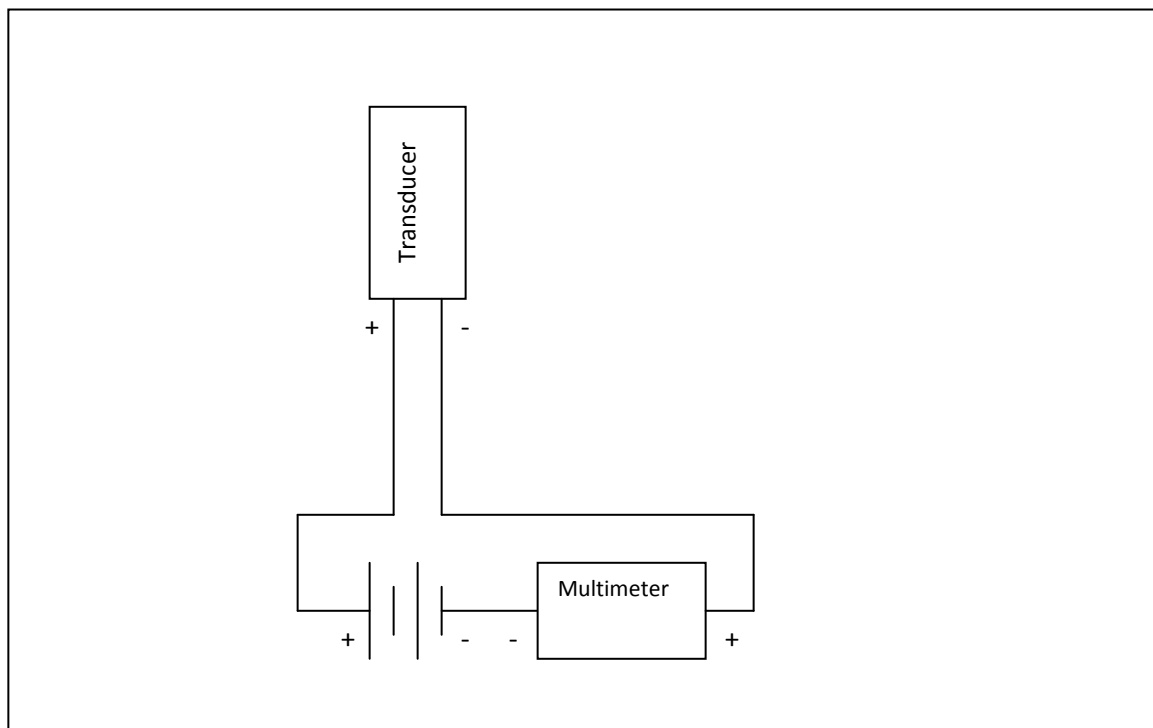 Transducer
+ -
Multimeter
+ - - +